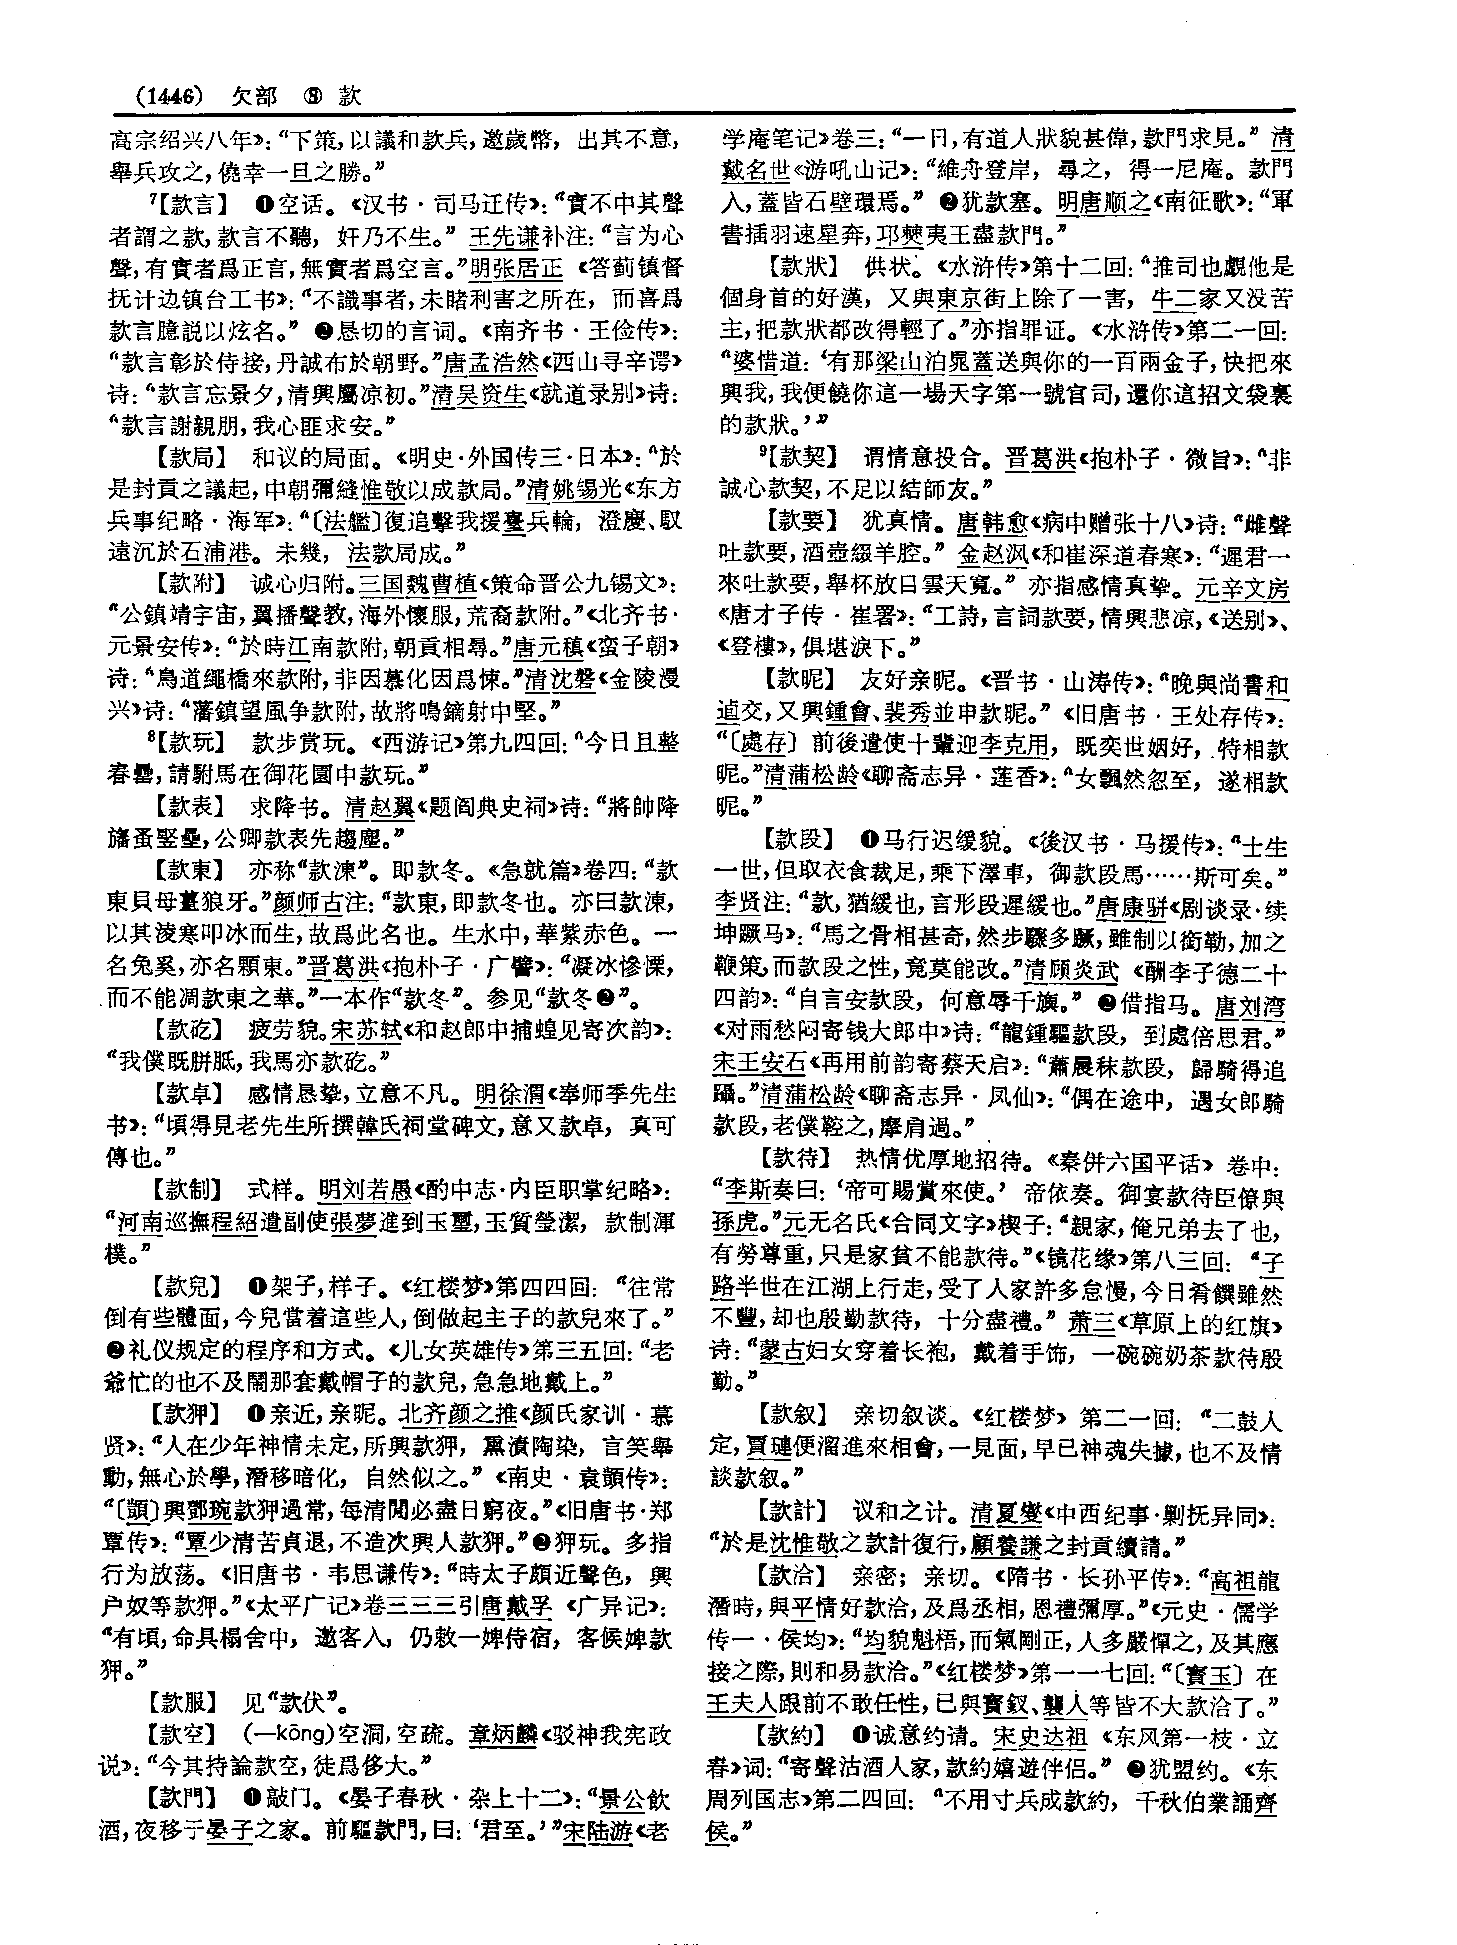 (1446)　欠部　⑧　款
高宗绍兴八年》：“下策，以議和款兵，邀歲幣，出其不意，
舉兵攻之，僥幸一旦之勝。”
7【款言】　❶空话。《汉书·司马迁传》：“實不中其聲
者謂之款，款言不聽，奸乃不生。”王先谦补注：“言为心
聲，有實者爲正言，無實者爲空言。”明张居正《答蓟镇督
抚计边镇台工书》：“不識事者，未睹利害之所在，而喜爲
款言臆説以炫名。”❷恳切的言词。《南齐书·王俭传》：
“款言彰於侍接，丹誠布於朝野。”唐孟浩然《西山寻辛谔》
诗：“款言忘景夕，清興屬凉初。”清吴资生《就道录别》诗：
“款言謝親朋，我心匪求安。”
【款局】　和议的局面。《明史·外国传三·日本》：“於
是封貢之議起，中朝彌縫惟敬以成款局。”清姚锡光《东方
兵事纪略·海军》：“〔法艦〕復追擊我援臺兵輪，澄慶、馭
遠沉於石浦港。未幾，法款局成。”
【款附】　诚心归附。三国魏曹植《策命晋公九锡文》：
“公鎮靖宇宙，翼播聲教，海外懷服，荒裔款附。”《北齐书·
元景安传》：“於時江南款附，朝貢相尋。”唐元稹《蛮子朝》
诗：“鳥道繩橋來款附，非因慕化因爲悚。”清沈磐《金陵漫
兴》诗：“藩鎮望風争款附，故將鳴鏑射中堅。”
8【款玩】　款步赏玩。《西游记》第九四回：“今日且整
春罍，請駙馬在御花園中款玩。”
【款表】　求降书。清赵翼《题阎典史祠》诗：“將帥降
旛蚤竪壘，公卿款表先趨塵。”
【款東】　亦称“款涷”。即款冬。《急就篇》卷四：“款
東貝母薑狼牙。”颜师古注：“款東，即款冬也。亦曰款涷，
以其淩寒叩冰而生，故爲此名也。生水中，華紫赤色。一
名兔奚，亦名顆東。”晋葛洪《抱朴子·广譬》：“凝冰慘慄，
而不能凋款東之華。”一本作“款冬”。参见“款冬❷”。
【款矻】　疲劳貌。宋苏轼《和赵郎中捕蝗见寄次韵》：
“我僕既胼胝，我馬亦款矻。”
【款卓】　感情恳挚，立意不凡。明徐渭《奉师季先生
书》：“頃得見老先生所撰韓氏祠堂碑文，意又款卓，真可
傳也。”
【款制】　式样。明刘若愚《酌中志·内臣职掌纪略》：
“河南巡撫程紹遣副使張夢進到玉璽，玉質瑩潔，款制渾
樸。”
【款兒】　❶架子，样子。《红楼梦》第四四回：“往常
倒有些體面，今兒當着這些人，倒做起主子的款兒來了。”
❷礼仪规定的程序和方式。《儿女英雄传》第三五回：“老
爺忙的也不及鬧那套戴帽子的款兒，急急地戴上。”
【款狎】　❶亲近，亲昵。北齐颜之推《颜氏家训·慕
贤》：“人在少年神情未定，所與款狎，熏漬陶染，言笑舉
動，無心於學，潛移暗化，自然似之。”《南史·袁顗传》：
“〔顗〕與鄧琬款狎過常，每清閒必盡日窮夜。”《旧唐书·郑
覃传》：“覃少清苦貞退，不造次與人款狎。”❷狎玩。多指
行为放荡。《旧唐书·韦思谦传》：“時太子頗近聲色，與
户奴等款狎。”《太平广记》卷三三三引唐戴孚《广异记》：
“有頃，命具榻舍中，邀客入，仍敕一婢侍宿，客候婢款
狎。”
【款服】　见“款伏”。
【款空】　(—kōng)空洞，空疏。章炳麟《驳神我宪政
说》：“今其持論款空，徒爲侈大。”
【款門】　❶敲门。《晏子春秋·杂上十二》：“景公飲
酒，夜移于晏子之家。前驅款門，曰：‘君至。’”宋陆游《老
学庵笔记》卷三：“一日，有道人狀貌甚偉，款門求見。”清
戴名世《游吼山记》：“維舟登岸，尋之，得一尼庵。款門
入，蓋皆石壁環焉。”❷犹款塞。明唐顺之《南征歌》：“軍
書插羽速星奔，邛僰夷王盡款門。”
【款狀】　供状。《水浒传》第十二回：“推司也覷他是
個身首的好漢，又與東京街上除了一害，牛二家又没苦
主，把款狀都改得輕了。”亦指罪证。《水浒传》第二一回：
“婆惜道：‘有那梁山泊晁蓋送與你的一百兩金子，快把來
與我，我便饒你這一場天字第一號官司，還你這招文袋裏
的款狀。’”
9【款契】　谓情意投合。晋葛洪《抱朴子·微旨》：“非
誠心款契，不足以結師友。”
【款要】　犹真情。唐韩愈《病中赠张十八》诗：“雌聲
吐款要，酒壺綴羊腔。”金赵沨《和崔深道春寒》：“遲君一
來吐款要，舉杯放日雲天寬。”亦指感情真挚。元辛文房
《唐才子传·崔署》：“工詩，言詞款要，情興悲凉，《送别》、
《登樓》，俱堪淚下。”
【款昵】　友好亲昵。《晋书·山涛传》：“晚與尚書和
逌交，又與鍾會、裴秀並申款昵。”《旧唐书·王处存传》：
“〔處存〕前後遣使十輩迎李克用，既奕世姻好，特相款
昵。”清蒲松龄《聊斋志异·莲香》：“女飄然忽至，遂相款
昵。”
【款段】　❶马行迟缓貌。《後汉书·马援传》：“士生
一世，但取衣食裁足，乘下澤車，御款段馬……斯可矣。”
李贤注：“款，猶緩也，言形段遲緩也。”唐康骈《剧谈录·续
坤蹶马》：“馬之骨相甚奇，然步驟多蹶，雖制以銜勒，加之
鞭策，而款段之性，竟莫能改。”清顾炎武《酬李子德二十
四韵》：“自言安款段，何意辱干旟。”❷借指马。唐刘湾
《对雨愁闷寄钱大郎中》诗：“龍鍾驅款段，到處倍思君。”
宋王安石《再用前韵寄蔡天启》：“蕭晨秣款段，歸騎得追
躡。”清蒲松龄《聊斋志异·凤仙》：“偶在途中，遇女郎騎
款段，老僕鞚之，摩肩過。”
【款待】　热情优厚地招待。《秦併六国平话》卷中：
“李斯奏曰：‘帝可賜賞來使。’帝依奏。御宴款待臣僚與
孫虎。”元无名氏《合同文字》楔子：“親家，俺兄弟去了也，
有勞尊重，只是家貧不能款待。”《镜花缘》第八三回：“子
路半世在江湖上行走，受了人家許多怠慢，今日肴饌雖然
不豐，却也殷勤款待，十分盡禮。”萧三《草原上的红旗》
诗：“蒙古妇女穿着长袍，戴着手饰，一碗碗奶茶款待殷
勤。”
【款叙】　亲切叙谈。《红楼梦》第二一回：“二鼓人
定，賈璉便溜進來相會，一見面，早已神魂失據，也不及情
談款叙。”
【款計】　议和之计。清夏燮《中西纪事·剿抚异同》：
“於是沈惟敬之款計復行，顧養謙之封貢續請。”
【款洽】　亲密；亲切。《隋书·长孙平传》：“高祖龍
潛時，與平情好款洽，及爲丞相，恩禮彌厚。”《元史·儒学
传一·侯均》：“均貌魁梧，而氣剛正，人多嚴憚之，及其應
接之際，則和易款洽。”《红楼梦》第一一七回：“〔寳玉〕在
王夫人跟前不敢任性，已與寳釵、襲人等皆不大款洽了。”
【款約】　❶诚意约请。宋史达祖《东风第一枝·立
春》词：“寄聲沽酒人家，款約嬉遊伴侣。”❷犹盟约。《东
周列国志》第二四回：“不用寸兵成款約，千秋伯業誦齊
侯。”